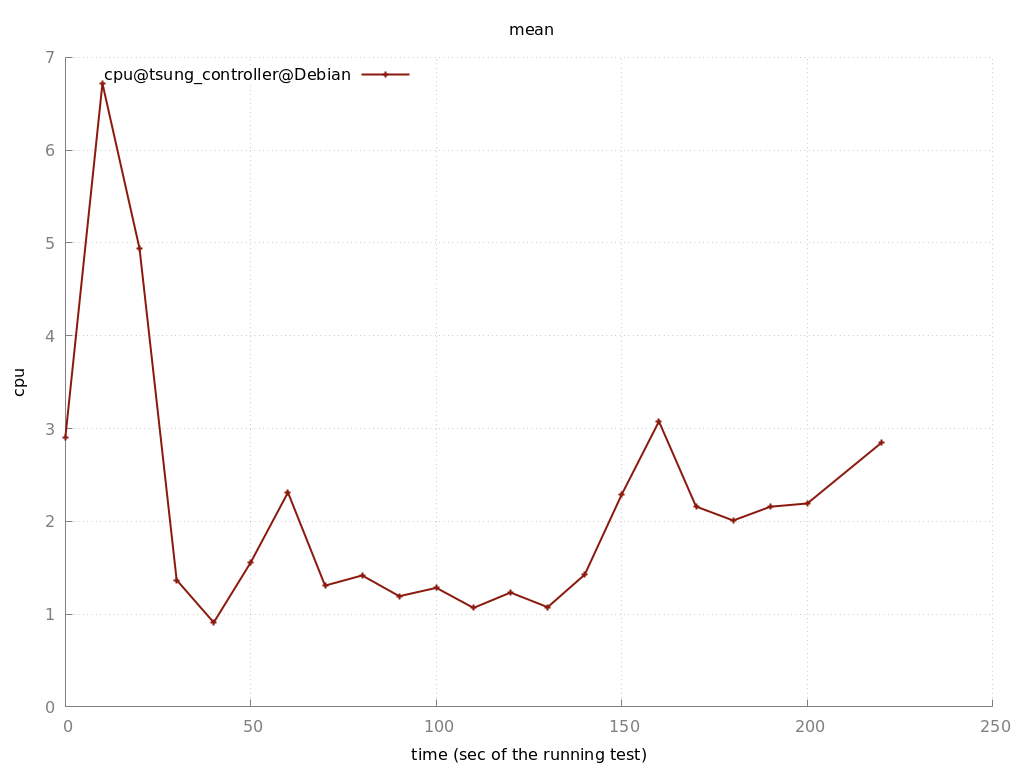 mean
cpu@tsung_controller@Debian
7
6
5
4
3
2
1
0
cpu
0 50 100 150 200 250
time (sec of the running test)